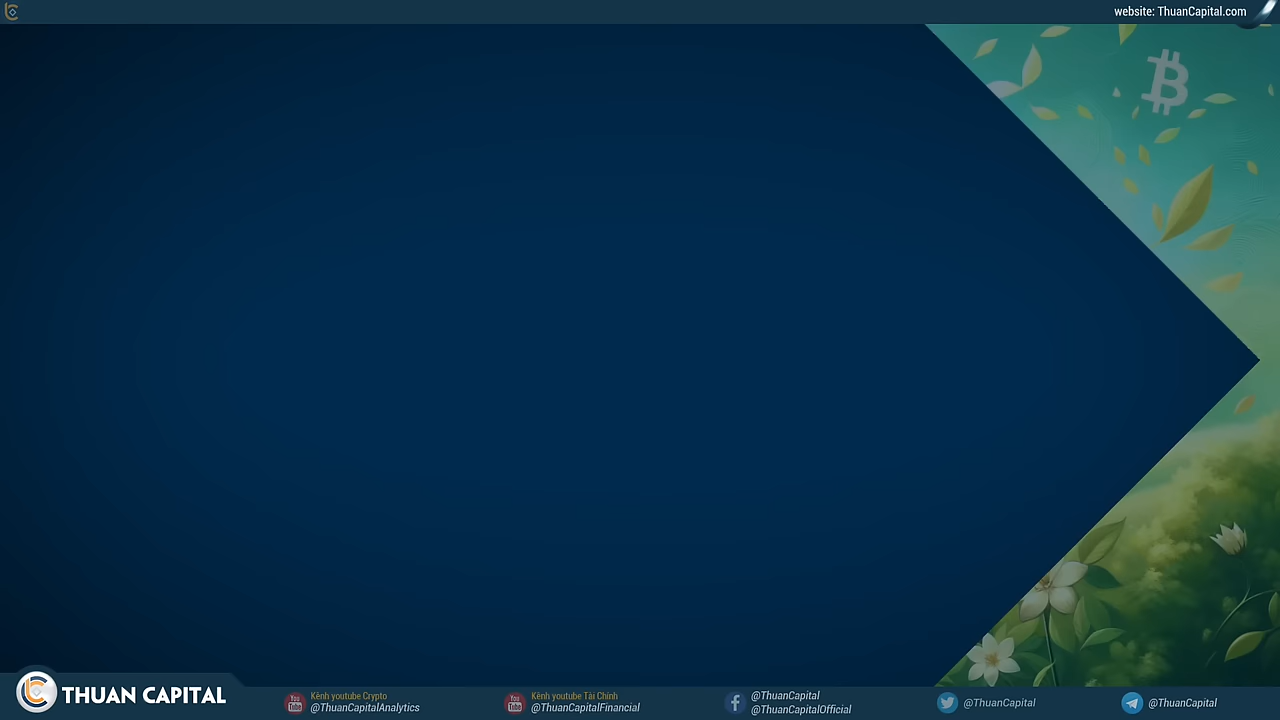 website: ThuanCapital.com
THUAN CAPITAL
Kênh youtube Crypto
@ThuanCapitalAnalytics
Kênh youtube Tài Chính
@ThuanCapitalFinancial
@ThuanCapital
@ThuanCapitalOfficial
@ThuanCapital
@ThuanCapital